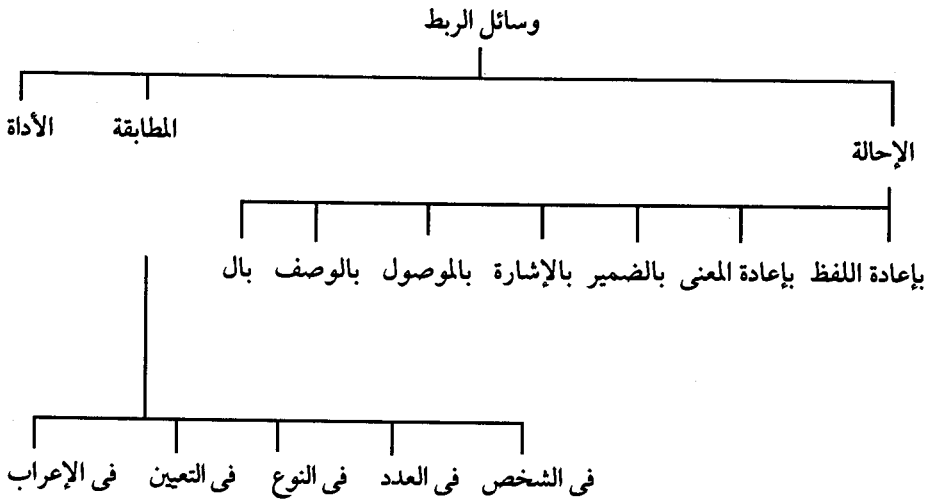 وسائل الربط
الإحالة المطابقة الأداة
بإعادة اللفظ بإعادة المعنى بالضمير بالإشارة بالموصول بالوصف بال
فى الشخص فى العدد فى النوع فى التعيين فى الإعراب